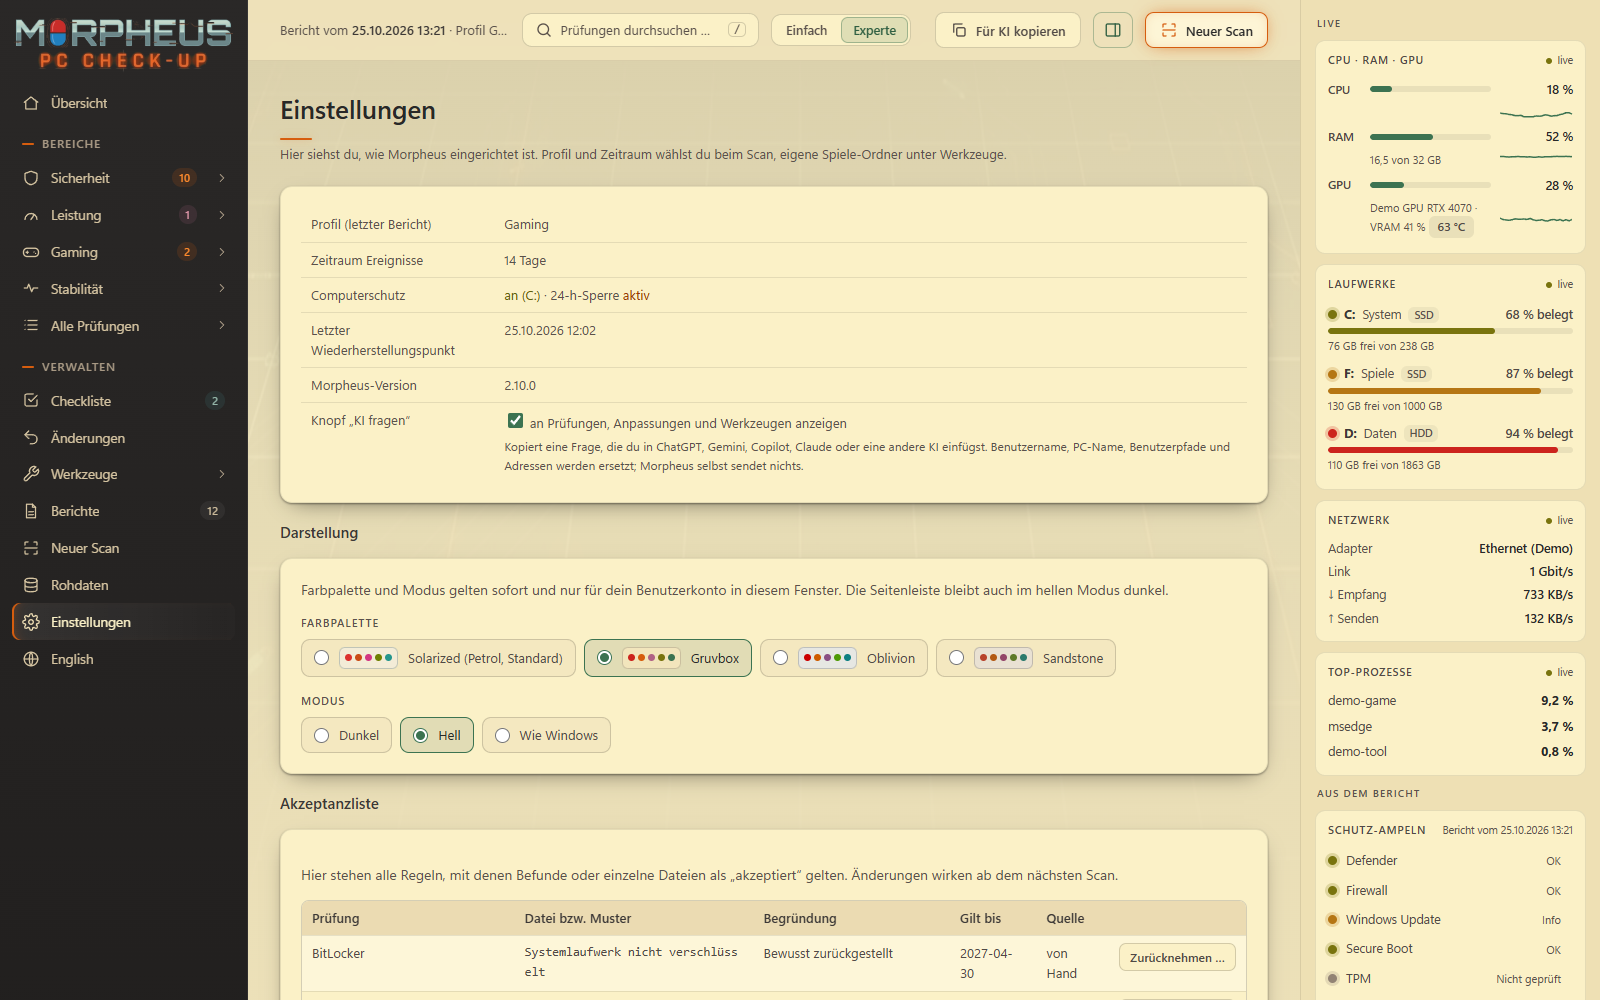 MORPHEUS
PC CHECK-UP
Übersicht
BEREICHE
Sicherheit 10
Leistung 1
Gaming 2
Stabilität
Alle Prüfungen
VERWALTEN
Checkliste 2
Änderungen
Werkzeuge
Berichte 12
Neuer Scan
Rohdaten
Einstellungen
English
Bericht vom 25.10.2026 13:21 · Profil G...
Prüfungen durchsuchen ... /
Einfach Experte
Für KI kopieren
Neuer Scan
Einstellungen
Hier siehst du, wie Morpheus eingerichtet ist. Profil und Zeitraum wählst du beim Scan, eigene Spiele-Ordner unter Werkzeuge.
Profil (letzter Bericht) Gaming
Zeitraum Ereignisse 14 Tage
Computerschutz an (C:) · 24-h-Sperre aktiv
Letzter Wiederherstellungspunkt 25.10.2026 12:02
Morpheus-Version 2.10.0
Knopf „KI fragen“ an Prüfungen, Anpassungen und Werkzeugen anzeigen
Kopiert eine Frage, die du in ChatGPT, Gemini, Copilot, Claude oder eine andere KI einfügst. Benutzername, PC-Name, Benutzerpfade und
Adressen werden ersetzt; Morpheus selbst sendet nichts.
Darstellung
Farbpalette und Modus gelten sofort und nur für dein Benutzerkonto in diesem Fenster. Die Seitenleiste bleibt auch im hellen Modus dunkel.
FARBPALETTE
Solarized (Petrol, Standard) Gruvbox Oblivion Sandstone
MODUS
Dunkel Hell Wie Windows
Akzeptanzliste
Hier stehen alle Regeln, mit denen Befunde oder einzelne Dateien als „akzeptiert“ gelten. Änderungen wirken ab dem nächsten Scan.
Prüfung Datei bzw. Muster Begründung Gilt bis Quelle
BitLocker Systemlaufwerk nicht verschlüss Bewusst zurückgestellt 2027-04- von Zurücknehmen ...
elt 30 Hand
LIVE
CPU · RAM · GPU live
CPU 18 %
RAM 52 %
16,5 von 32 GB
GPU 28 %
Demo GPU RTX 4070 ·
VRAM 41 % 63 °C
LAUFWERKE live
C: System SSD 68 % belegt
76 GB frei von 238 GB
F: Spiele SSD 87 % belegt
130 GB frei von 1000 GB
D: Daten HDD 94 % belegt
110 GB frei von 1863 GB
NETZWERK live
Adapter Ethernet (Demo)
Link 1 Gbit/s
↓ Empfang 733 KB/s
↑ Senden 132 KB/s
TOP-PROZESSE live
demo-game 9,2 %
msedge 3,7 %
demo-tool 0,8 %
AUS DEM BERICHT
SCHUTZ-AMPELN Bericht vom 25.10.2026 13:21
Defender OK
Firewall OK
Windows Update Info
Secure Boot OK
TPM Nicht geprüft